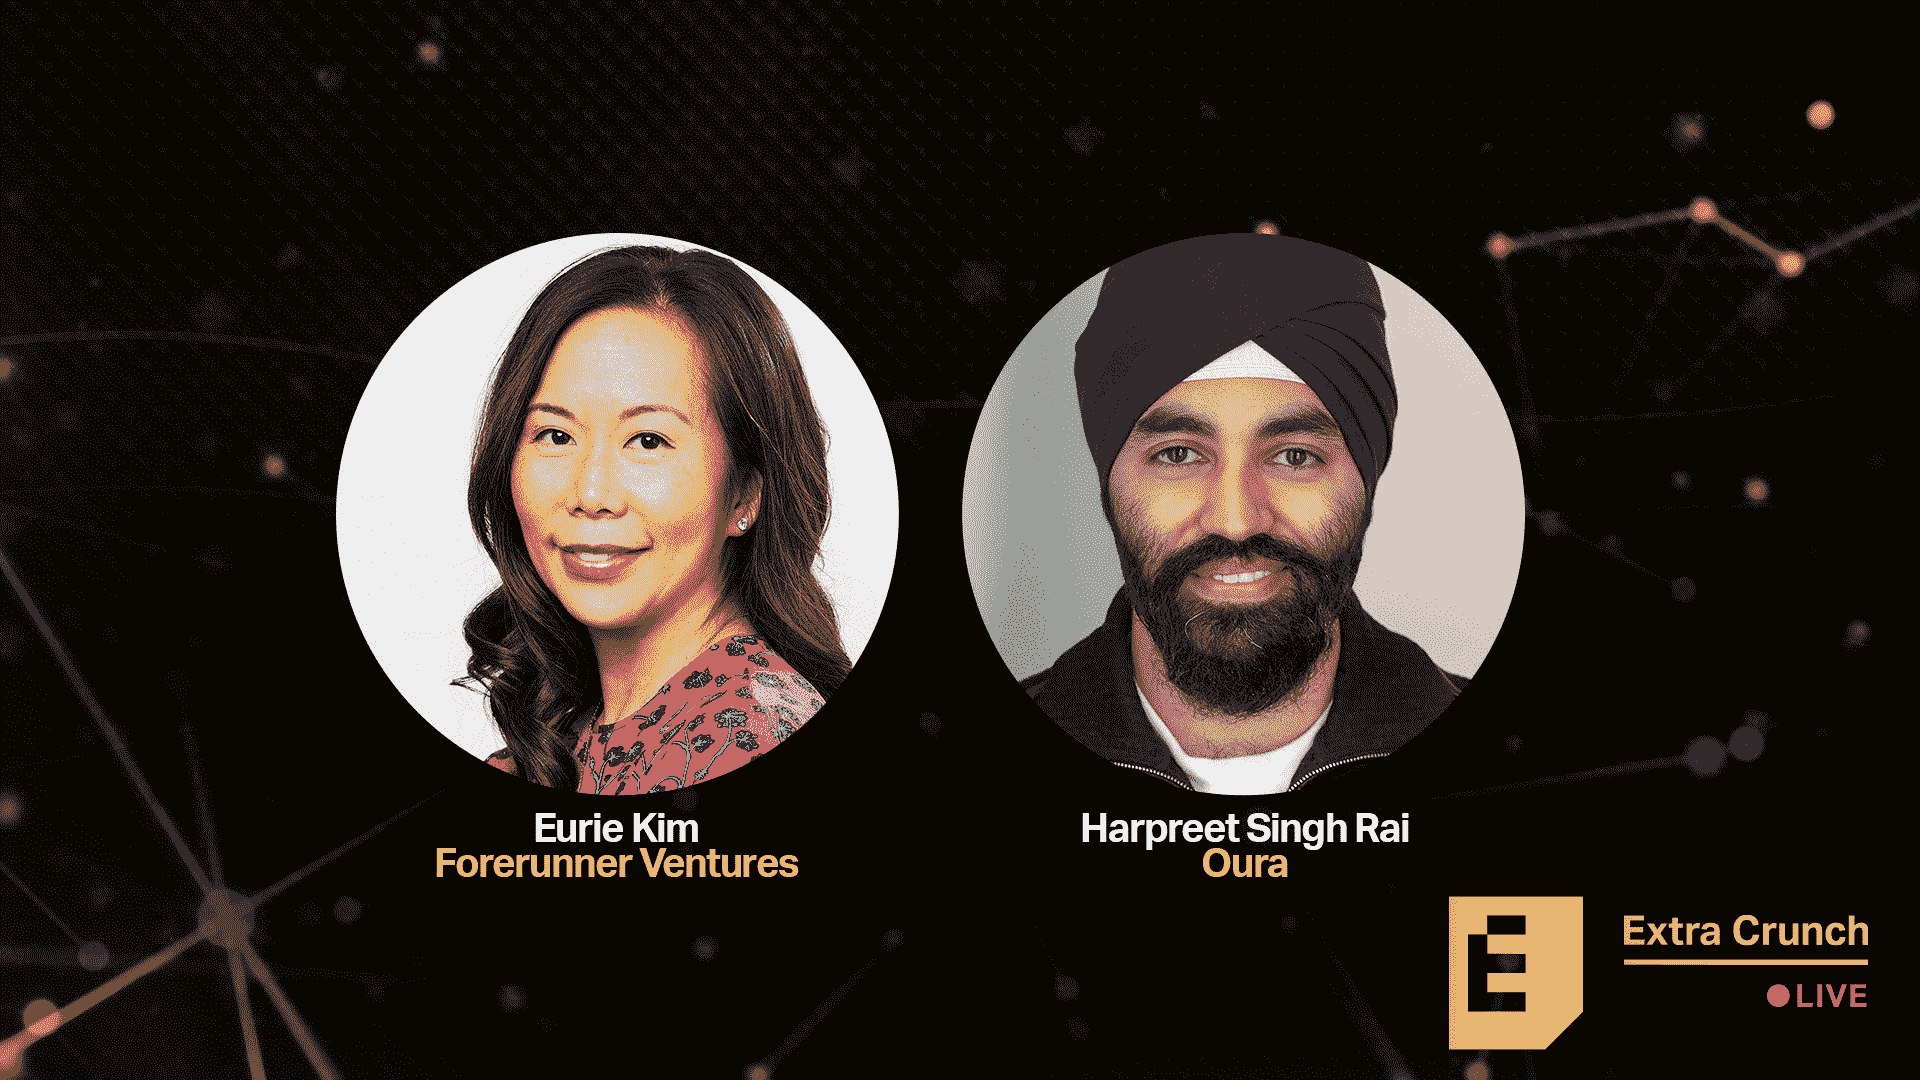 Eurie Kim
Forerunner Ventures
Harpreet Singh Rai
Oura
E
Extra Crunch
LIVE